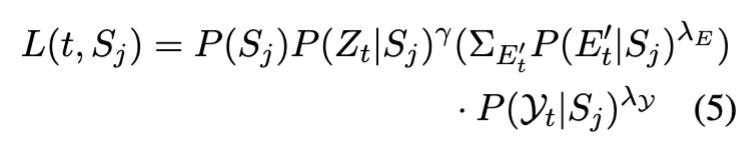 L(t, S_j) = P(S_j)P(Z_t|S_j)^γ(Σ_{E'_t} P(E'_t|S_j)^{λ_E})
· P(𝒴_t|S_j)^{λ_𝒴} (5)